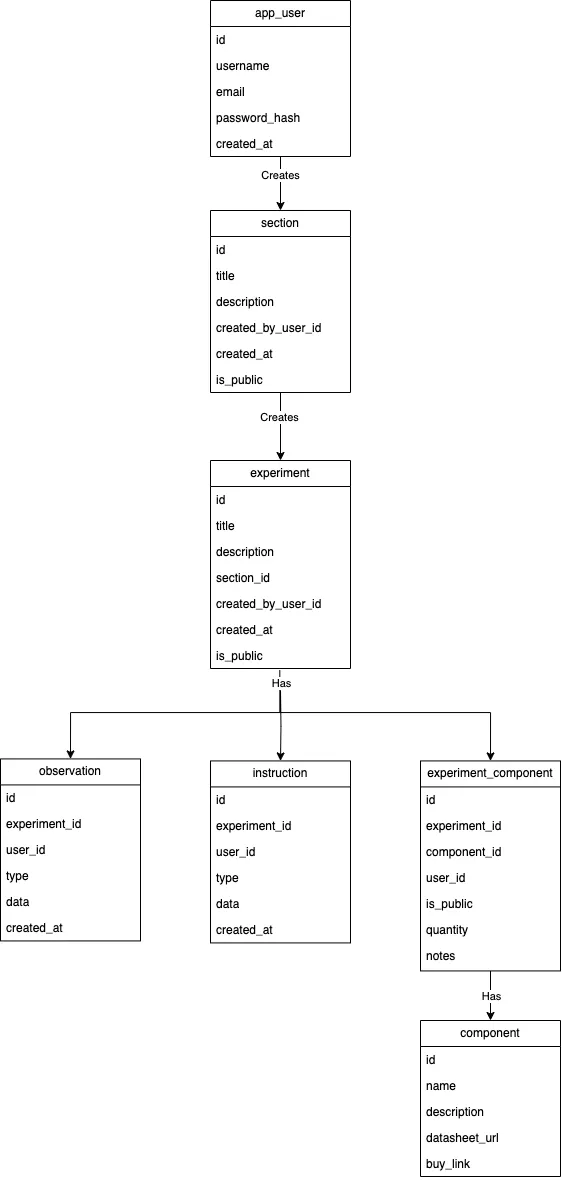 app_user
id
username
email
password_hash
created_at
Creates
section
id
title
description
created_by_user_id
created_at
is_public
Creates
experiment
id
title
description
section_id
created_by_user_id
created_at
is_public
Has
observation
id
experiment_id
user_id
type
data
created_at
instruction
id
experiment_id
user_id
type
data
created_at
experiment_component
id
experiment_id
component_id
user_id
is_public
quantity
notes
Has
component
id
name
description
datasheet_url
buy_link